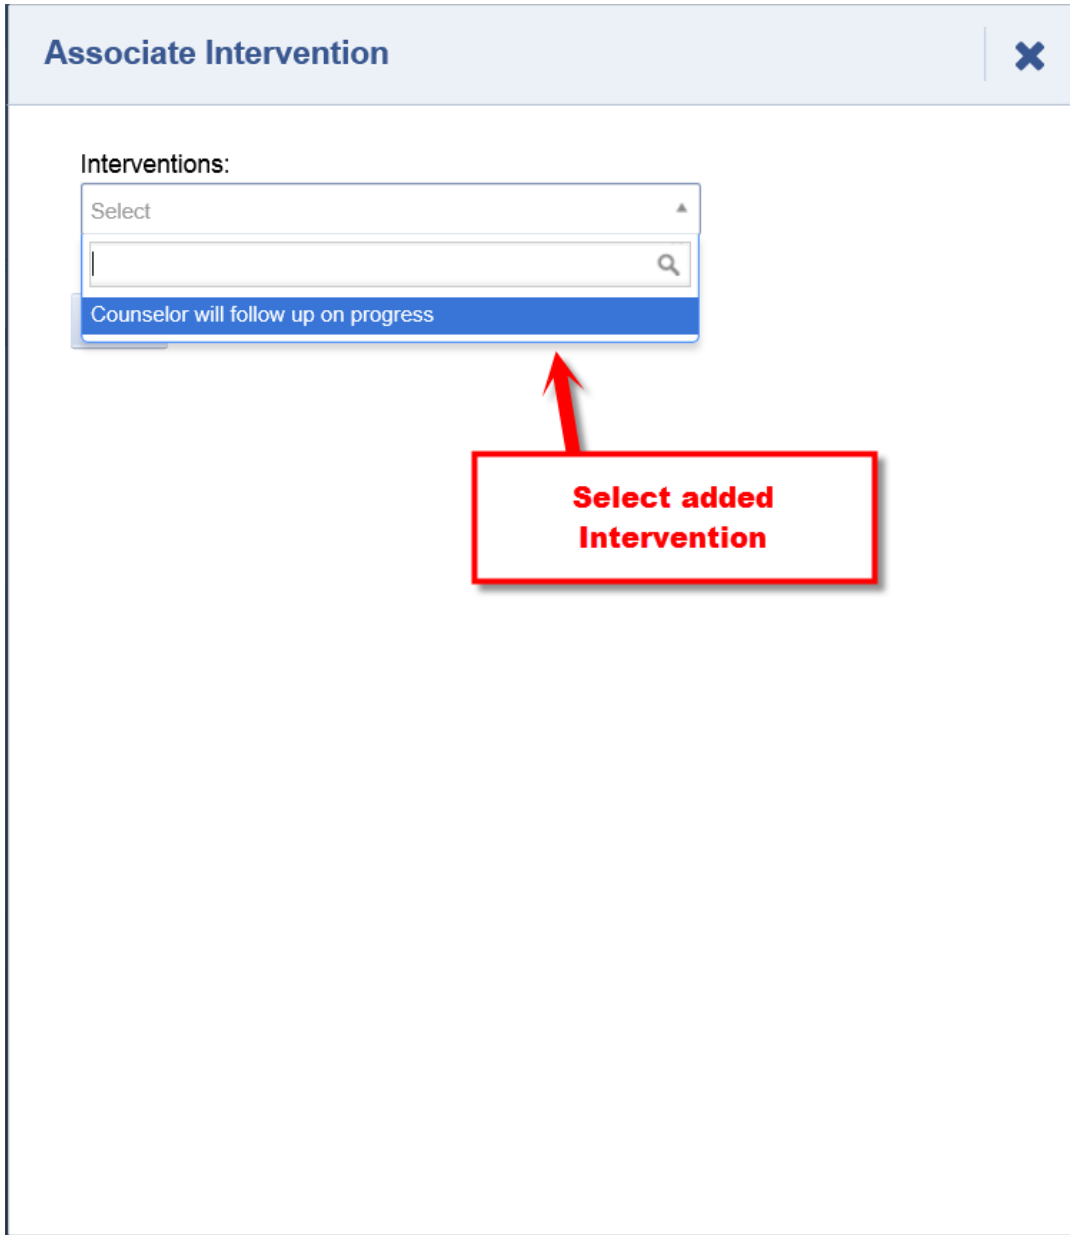 Associate Intervention
Interventions:
Select
Counselor will follow up on progress
Select added
Intervention